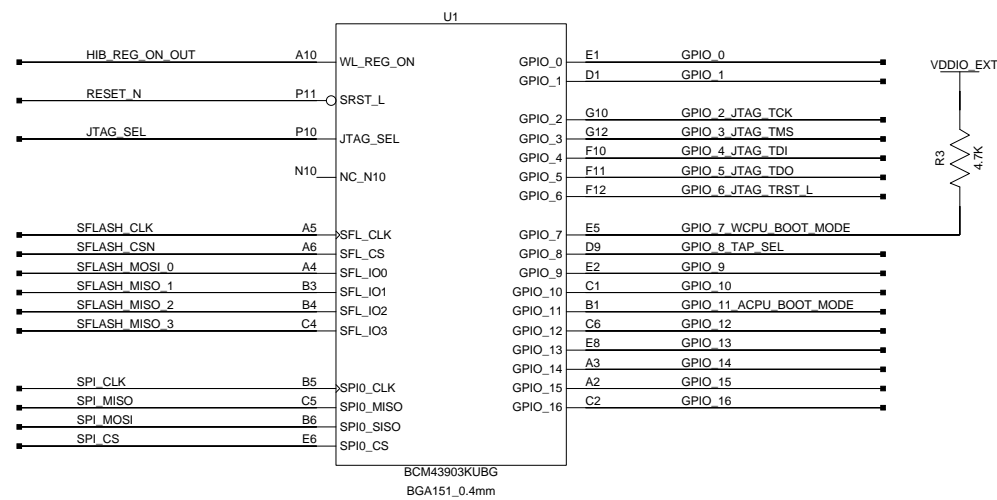 U1
HIB_REG_ON_OUT A10 WL_REG_ON GPIO_0 E1 GPIO_0
GPIO_1 D1 GPIO_1
VDDIO_EXT
RESET_N P11 SRST_L
GPIO_2 G10 GPIO_2_JTAG_TCK
JTAG_SEL P10 JTAG_SEL GPIO_3 G12 GPIO_3_JTAG_TMS
GPIO_4 F10 GPIO_4_JTAG_TDI
R3
4.7K
N10 NC_N10 GPIO_5 F11 GPIO_5_JTAG_TDO
GPIO_6 F12 GPIO_6_JTAG_TRST_L
SFLASH_CLK A5 SFL_CLK GPIO_7 E5 GPIO_7_WCPU_BOOT_MODE
SFLASH_CSN A6 SFL_CS GPIO_8 D9 GPIO_8_TAP_SEL
SFLASH_MOSI_0 A4 SFL_IO0 GPIO_9 E2 GPIO_9
SFLASH_MISO_1 B3 SFL_IO1 GPIO_10 C1 GPIO_10
SFLASH_MISO_2 B4 SFL_IO2 GPIO_11 B1 GPIO_11_ACPU_BOOT_MODE
SFLASH_MISO_3 C4 SFL_IO3 GPIO_12 C6 GPIO_12
GPIO_13 E8 GPIO_13
GPIO_14 A3 GPIO_14
SPI_CLK B5 SPI0_CLK GPIO_15 A2 GPIO_15
SPI_MISO C5 SPI0_MISO GPIO_16 C2 GPIO_16
SPI_MOSI B6 SPI0_SISO
SPI_CS E6 SPI0_CS
BCM43903KUBG
BGA151_0.4mm